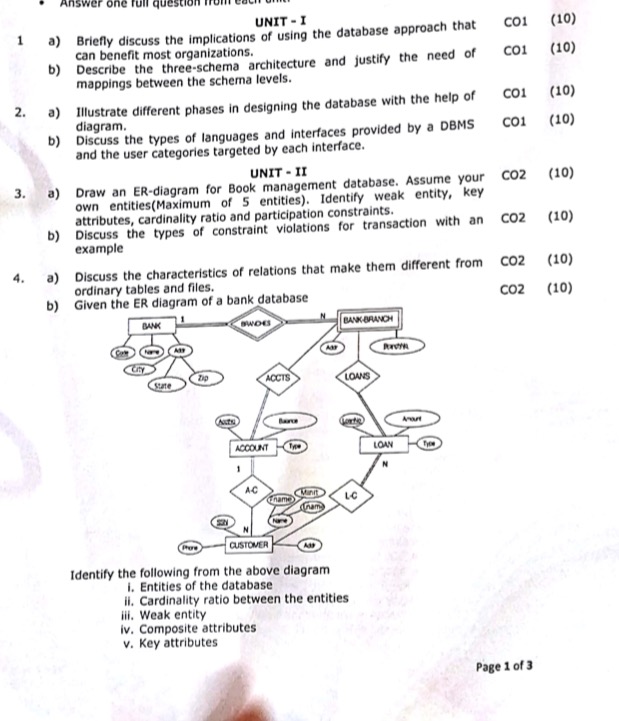 • Answer one full question from each unit.
UNIT - I
1 a) Briefly discuss the implications of using the database approach that CO1 (10)
can benefit most organizations.
b) Describe the three-schema architecture and justify the need of CO1 (10)
mappings between the schema levels.
2. a) Illustrate different phases in designing the database with the help of CO1 (10)
diagram.
b) Discuss the types of languages and interfaces provided by a DBMS CO1 (10)
and the user categories targeted by each interface.
UNIT - II
3. a) Draw an ER-diagram for Book management database. Assume your CO2 (10)
own entities(Maximum of 5 entities). Identify weak entity, key
attributes, cardinality ratio and participation constraints.
b) Discuss the types of constraint violations for transaction with an CO2 (10)
example
4. a) Discuss the characteristics of relations that make them different from CO2 (10)
ordinary tables and files.
b) Given the ER diagram of a bank database CO2 (10)
BANK 1 BRANCHES N BANK-BRANCH
Code Name Addr Addr
City State Zip ACCTS LOANS
Balance Amount
ACCOUNT Type LOAN Type
1 N
A-C Fname Minit L-C
Lname
SSN Name
N
Phone CUSTOMER Addr
Identify the following from the above diagram
i. Entities of the database
ii. Cardinality ratio between the entities
iii. Weak entity
iv. Composite attributes
v. Key attributes
Page 1 of 3